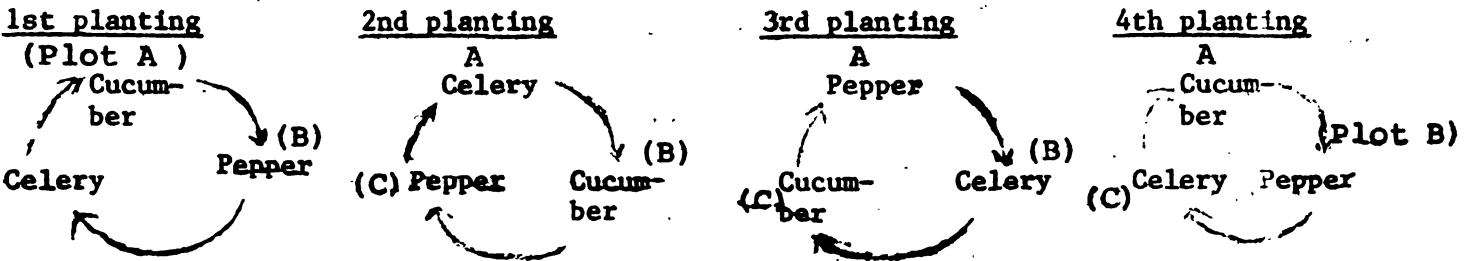 1st planting 2nd planting 3rd planting 4th planting
(Plot A ) A A A
Cucum- Celery Pepper Cucum-
ber ber
(B) (B) (B) (Plot B)
Celery Pepper (C) Pepper Cucum- (C) Cucum- Celery (C) Celery Pepper
ber ber